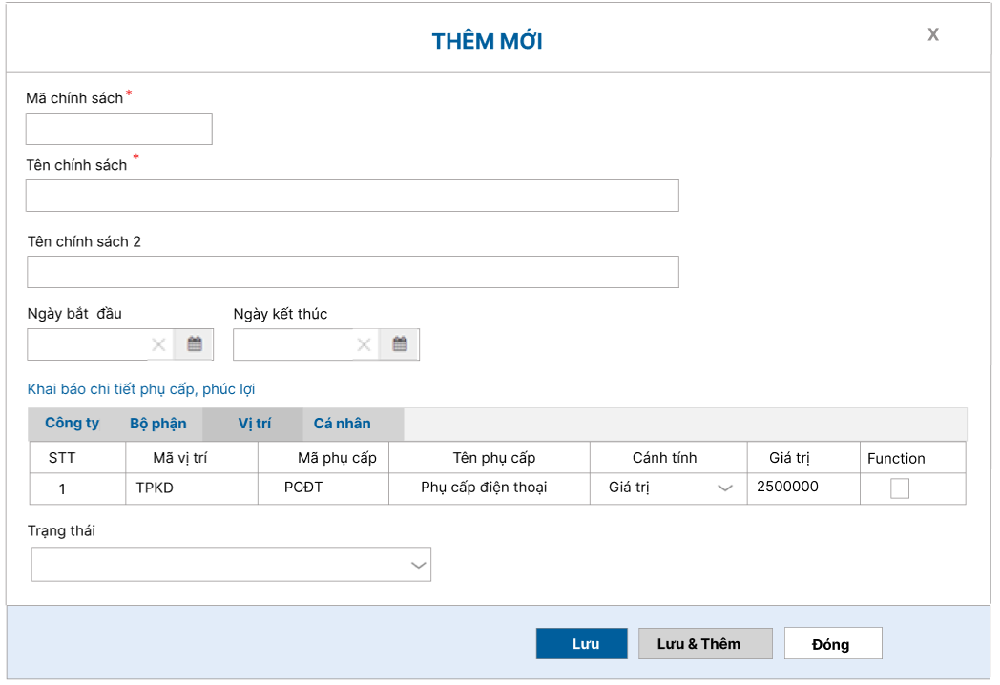 THÊM MỚI
X
Mã chính sách *
Tên chính sách *
Tên chính sách 2
Ngày bắt đầu Ngày kết thúc
Khai báo chi tiết phụ cấp, phúc lợi
Công ty Bộ phận Vị trí Cá nhân
STT Mã vị trí Mã phụ cấp Tên phụ cấp Cánh tính Giá trị Function
1 TPKD PCĐT Phụ cấp điện thoại Giá trị 2500000
Trạng thái
Lưu Lưu & Thêm Đóng